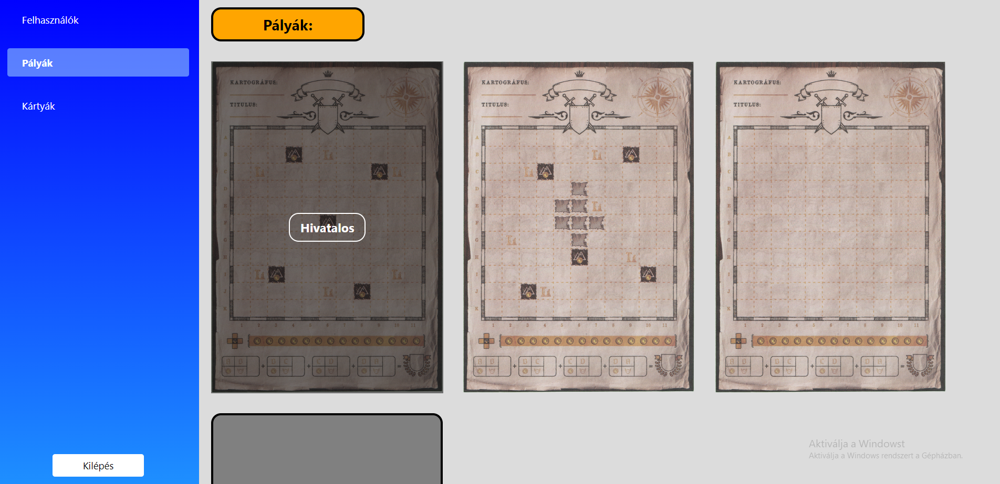 Felhasználók
Pályák
Kártyák
Kilépés
Pályák:
KARTOGRÁFUS:
TITULUS:
A
B
C
D
E
F
G
H
I
J
K
1 2 3 4 5 6 7 8 9 10 11
A B + B C + C D + D A =
Hivatalos
KARTOGRÁFUS:
TITULUS:
A
B
C
D
E
F
G
H
I
J
K
1 2 3 4 5 6 7 8 9 10 11
A B + B C + C D + D A =
KARTOGRÁFUS:
TITULUS:
A
B
C
D
E
F
G
H
I
J
K
1 2 3 4 5 6 7 8 9 10 11
A B + B C + C D + D A =
Aktiválja a Windowst
Aktiválja a Windows rendszert a Gépházban.